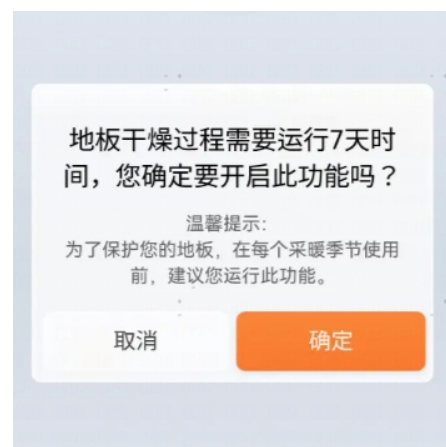 地板干燥过程需要运行7天时
间，您确定要开启此功能吗？
温馨提示:
为了保护您的地板，在每个采暖季节使用
前，建议您运行此功能。
取消
确定